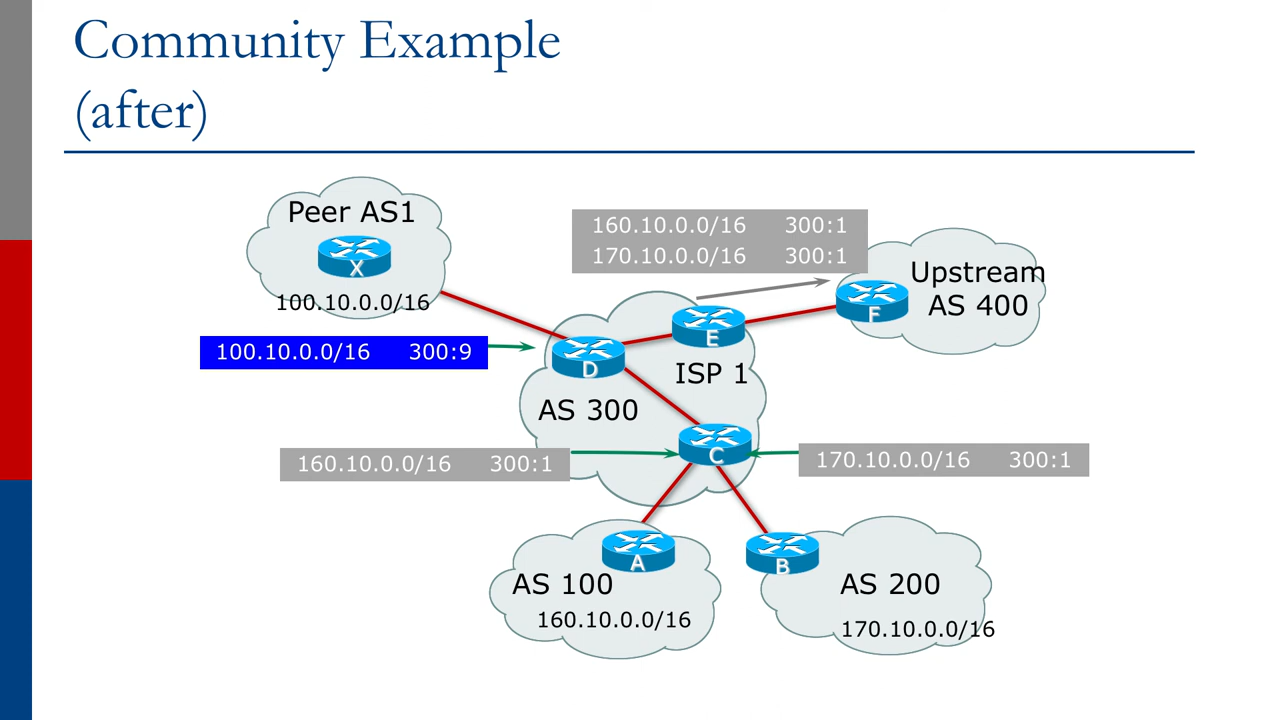 Community Example
(after)
Peer AS1
X
100.10.0.0/16
160.10.0.0/16 300:1
170.10.0.0/16 300:1
Upstream
AS 400
F
E
ISP 1
100.10.0.0/16 300:9
D
AS 300
160.10.0.0/16 300:1
C
170.10.0.0/16 300:1
A
AS 100
160.10.0.0/16
B
AS 200
170.10.0.0/16